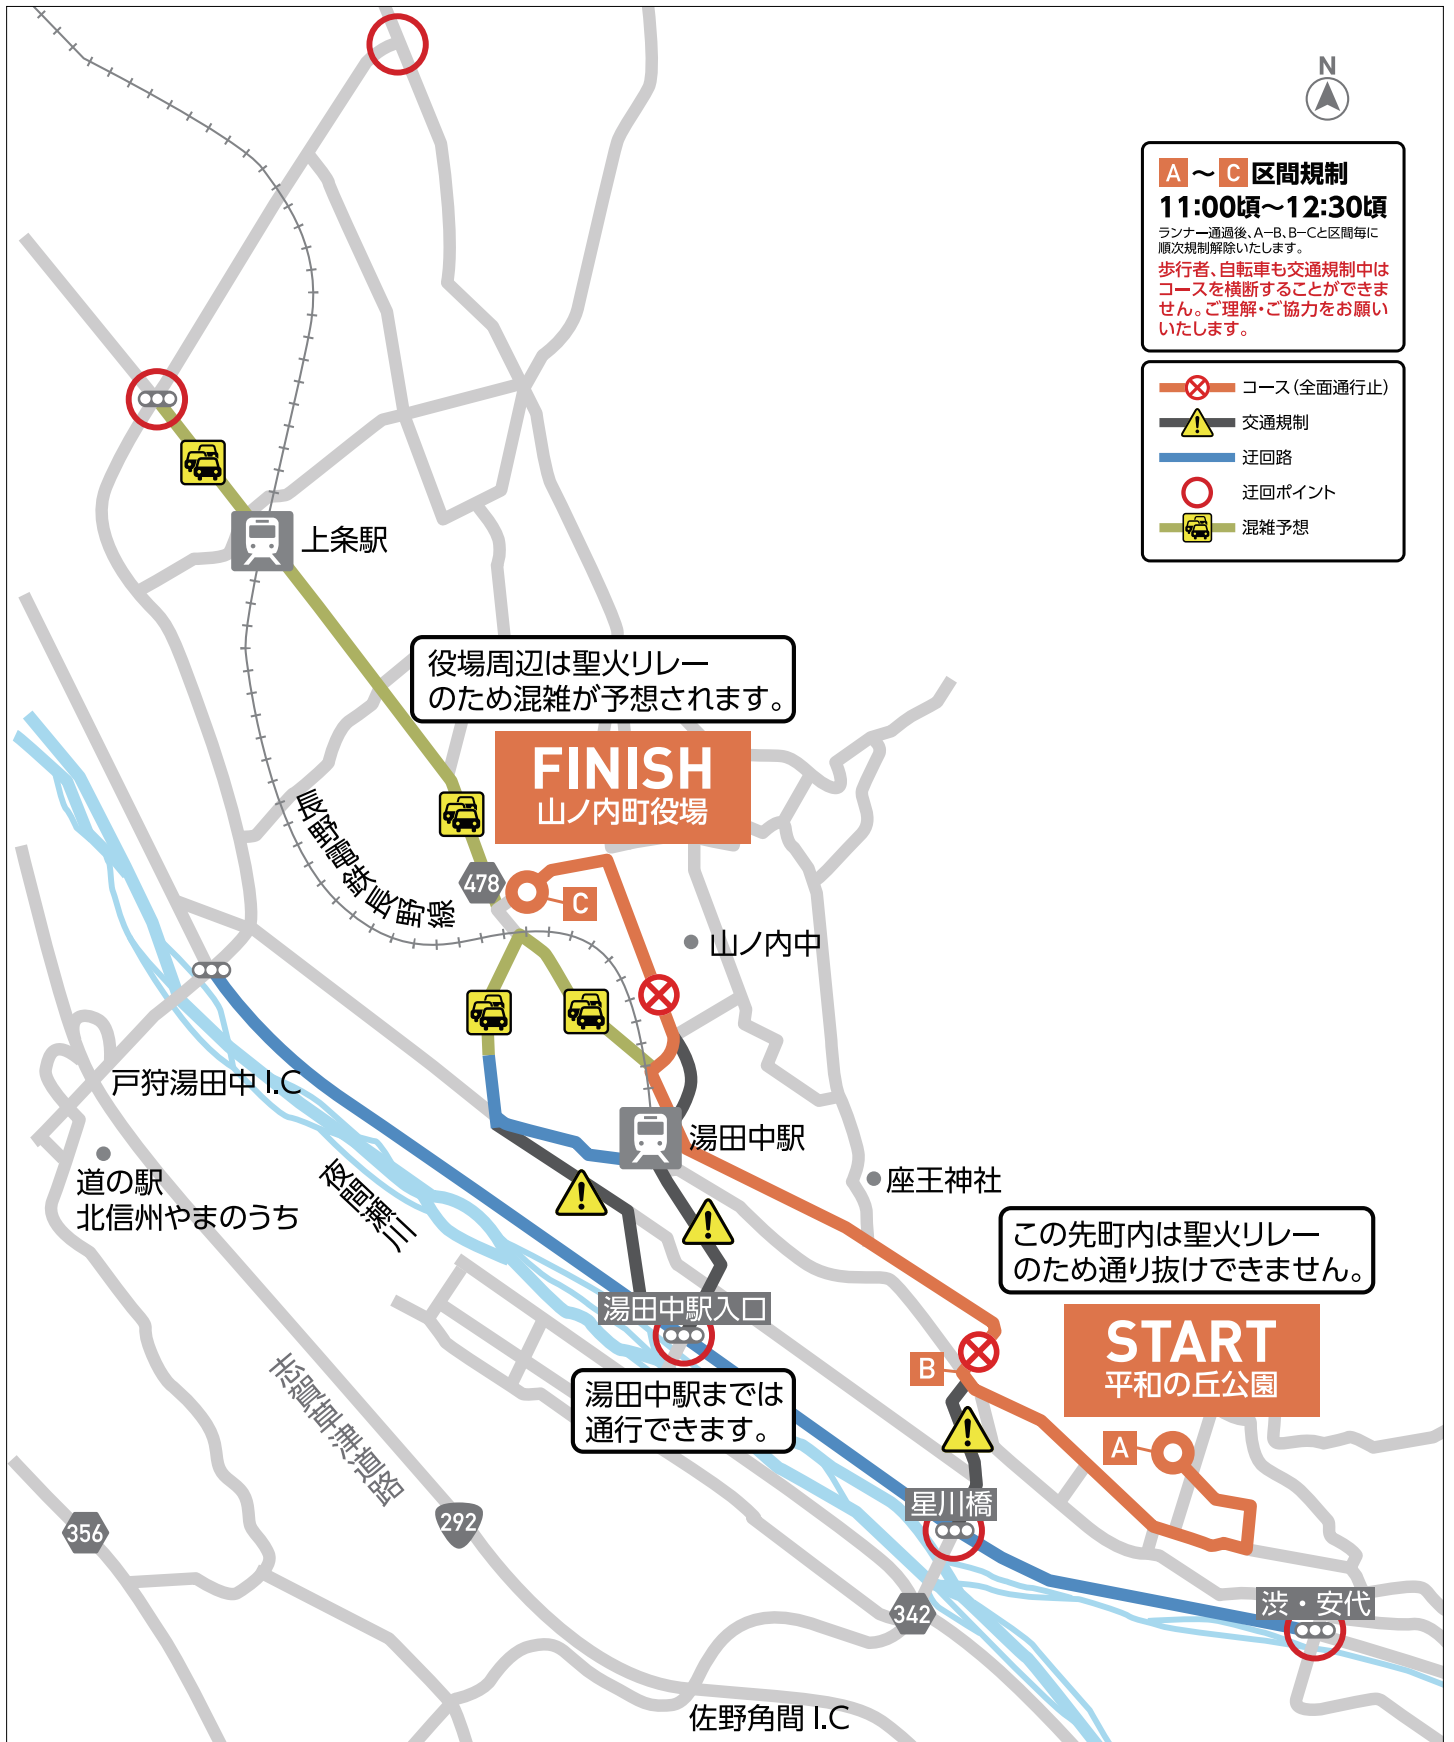 N
A ～ C 区間規制
11:00頃～12:30頃
ランナー通過後、A−B、B−Cと区間毎に
順次規制解除いたします。
歩行者、自転車も交通規制中は
コースを横断することができま
せん。ご理解・ご協力をお願い
いたします。
コース（全面通行止）
交通規制
迂回路
迂回ポイント
混雑予想
上条駅
役場周辺は聖火リレー
のため混雑が予想されます。
FINISH
山ノ内町役場
長野電鉄長野線
478
C
山ノ内中
戸狩湯田中 I.C
湯田中駅
道の駅
北信州やまのうち
夜間瀬川
座王神社
この先町内は聖火リレー
のため通り抜けできません。
湯田中駅入口
START
平和の丘公園
B
湯田中駅までは
通行できます。
A
志賀草津道路
星川橋
292
356
342
渋・安代
佐野角間 I.C